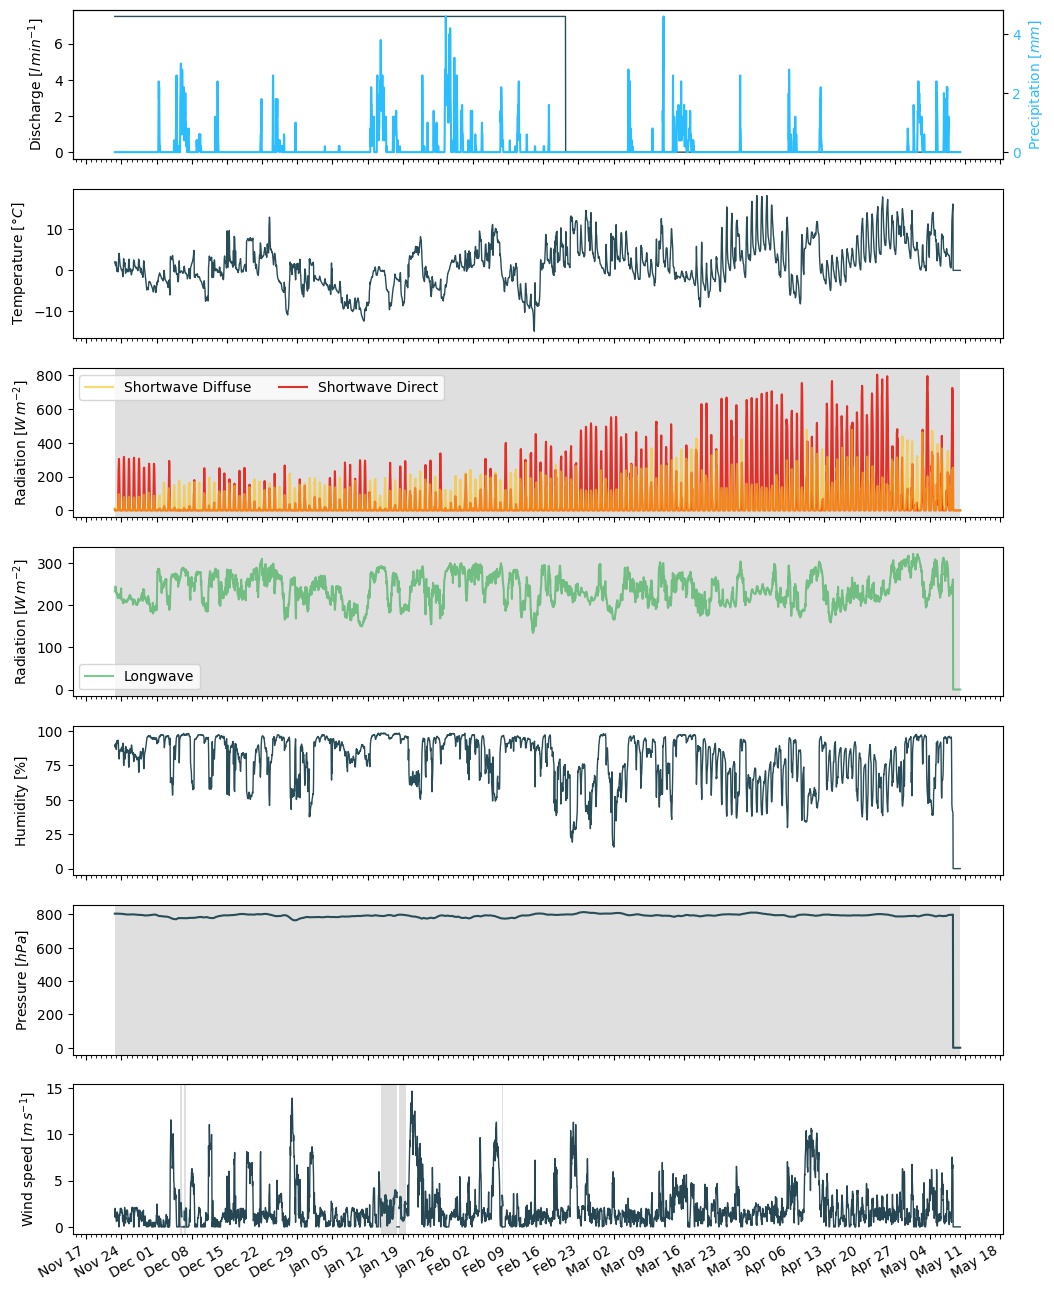 Discharge [l min⁻¹]
6
4
2
0
4
2
0
Precipitation [mm]
Temperature [°C]
10
0
−10
Radiation [W m⁻²]
800
600
400
200
0
Shortwave Diffuse
Shortwave Direct
Radiation [W m⁻²]
300
200
100
0
Longwave
Humidity [%]
100
75
50
25
0
Pressure [hPa]
800
600
400
200
0
Wind speed [m s⁻¹]
15
10
5
0
Nov 17
Nov 24
Dec 01
Dec 08
Dec 15
Dec 22
Dec 29
Jan 05
Jan 12
Jan 19
Jan 26
Feb 02
Feb 09
Feb 16
Feb 23
Mar 02
Mar 09
Mar 16
Mar 23
Mar 30
Apr 06
Apr 13
Apr 20
Apr 27
May 04
May 11
May 18